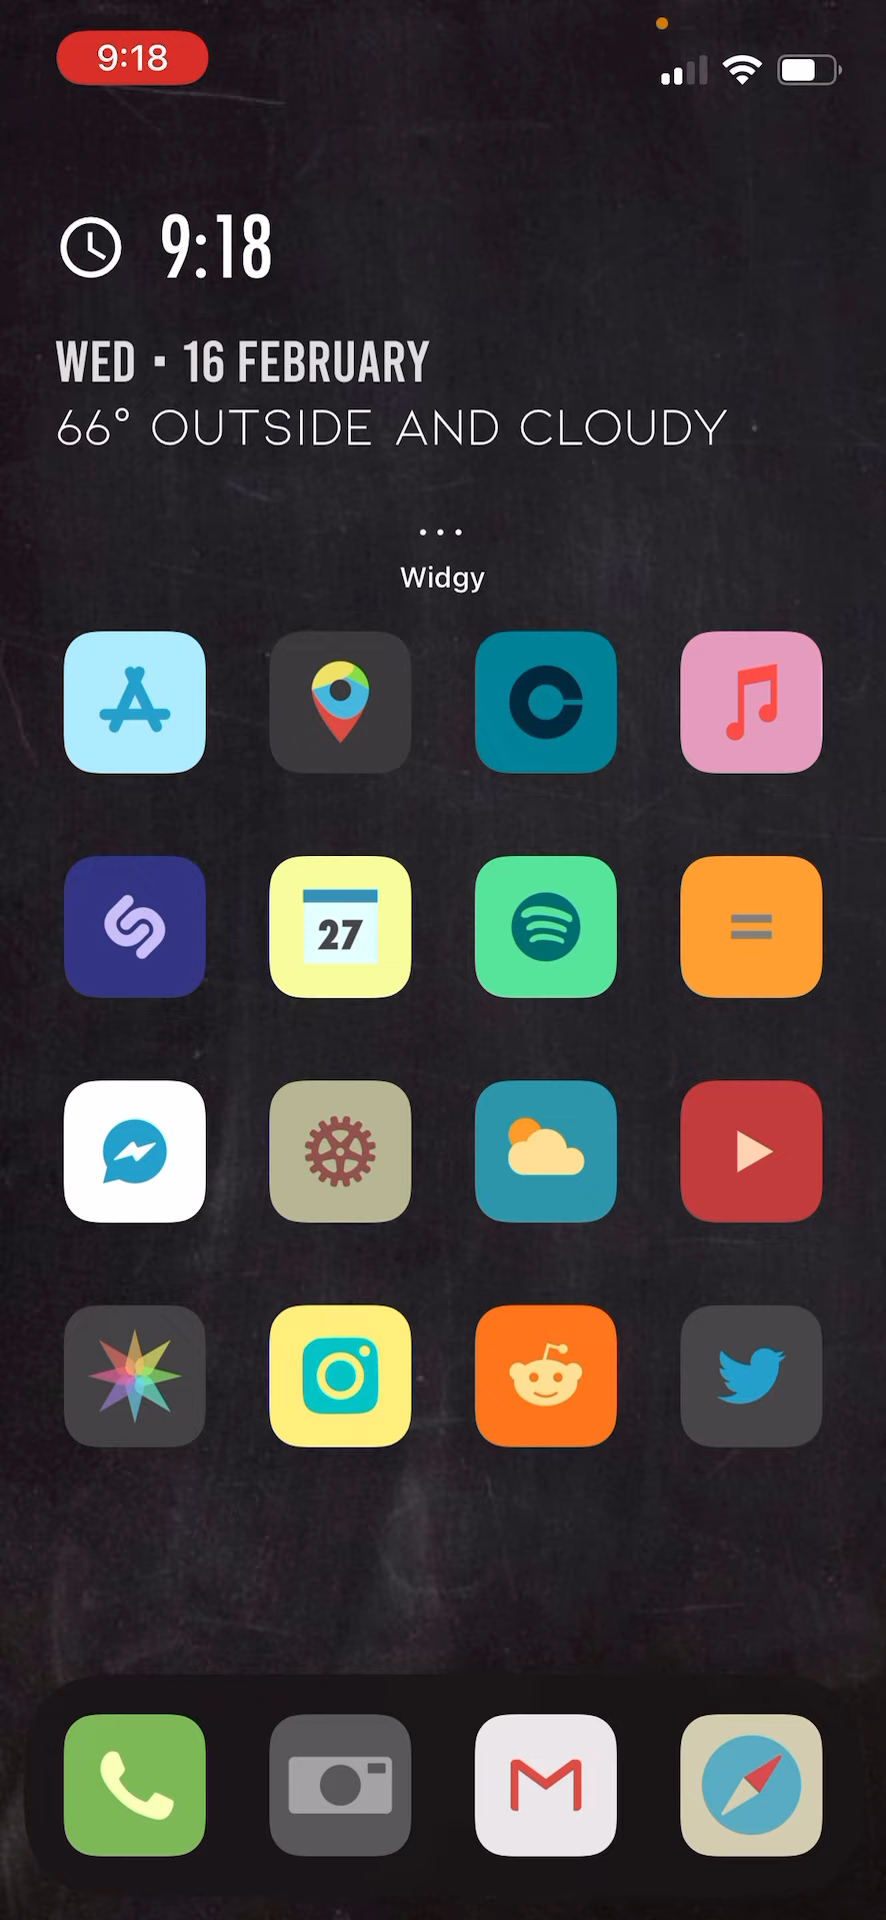 9:18
9:18
WED · 16 FEBRUARY
66° OUTSIDE AND CLOUDY
...
Widgy
27